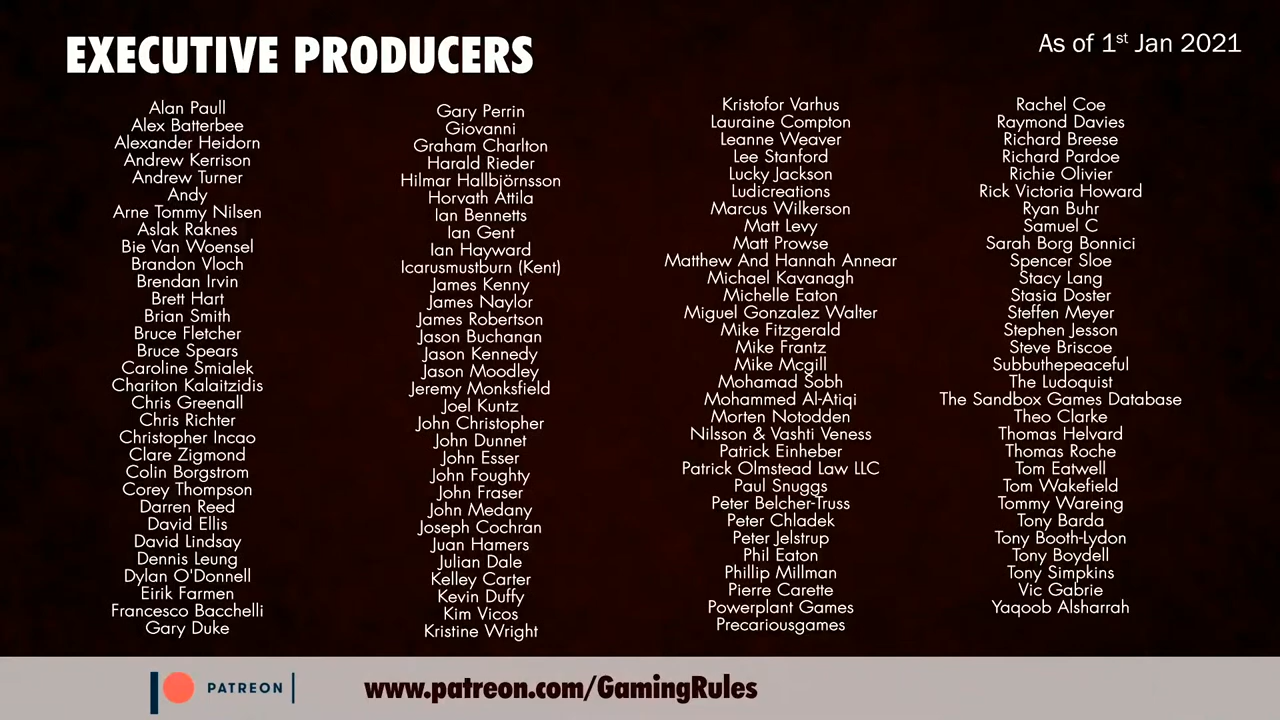 EXECUTIVE PRODUCERS
As of 1st Jan 2021
Alan Paull
Alex Batterbee
Alexander Heidorn
Andrew Kerrison
Andrew Turner
Andy
Arne Tommy Nilsen
Aslak Raknes
Bie Van Woensel
Brandon Vloch
Brendan Irvin
Brett Hart
Brian Smith
Bruce Fletcher
Bruce Spears
Caroline Smialek
Chariton Kalaitzidis
Chris Greenall
Chris Richter
Christopher Incao
Clare Zigmond
Colin Borgstrom
Corey Thompson
Darren Reed
David Ellis
David Lindsay
Dennis Leung
Dylan O'Donnell
Eirik Farmen
Francesco Bacchelli
Gary Duke
Gary Perrin
Giovanni
Graham Charlton
Harald Rieder
Hilmar Hallbjörnsson
Horvath Attila
Ian Bennetts
Ian Gent
Ian Hayward
Icarusmustburn (Kent)
James Kenny
James Naylor
James Robertson
Jason Buchanan
Jason Kennedy
Jason Moodley
Jeremy Monksfield
Joel Kuntz
John Christopher
John Dunnet
John Esser
John Foughty
John Fraser
John Medany
Joseph Cochran
Juan Hamers
Julian Dale
Kelley Carter
Kevin Duffy
Kim Vicos
Kristine Wright
Kristofor Varhus
Lauraine Compton
Leanne Weaver
Lee Stanford
Lucky Jackson
Ludicreations
Marcus Wilkerson
Matt Levy
Matt Prowse
Matthew And Hannah Annear
Michael Kavanagh
Michelle Eaton
Miguel Gonzalez Walter
Mike Fitzgerald
Mike Frantz
Mike Mcgill
Mohamad Sobh
Mohammed Al-Atiqi
Morten Notodden
Nilsson & Vashti Veness
Patrick Einheber
Patrick Olmstead Law LLC
Paul Snuggs
Peter Belcher-Truss
Peter Chladek
Peter Jelstrup
Phil Eaton
Phillip Millman
Pierre Carette
Powerplant Games
Precariousgames
Rachel Coe
Raymond Davies
Richard Breese
Richard Pardoe
Richie Olivier
Rick Victoria Howard
Ryan Buhr
Samuel C
Sarah Borg Bonnici
Spencer Sloe
Stacy Lang
Stasia Doster
Steffen Meyer
Stephen Jesson
Steve Briscoe
Subbuthepeaceful
The Ludoquist
The Sandbox Games Database
Theo Clarke
Thomas Helvard
Thomas Roche
Tom Eatwell
Tom Wakefield
Tommy Wareing
Tony Barda
Tony Booth-Lydon
Tony Boydell
Tony Simpkins
Vic Gabrie
Yaqoob Alsharrah
PATREON
www.patreon.com/GamingRules